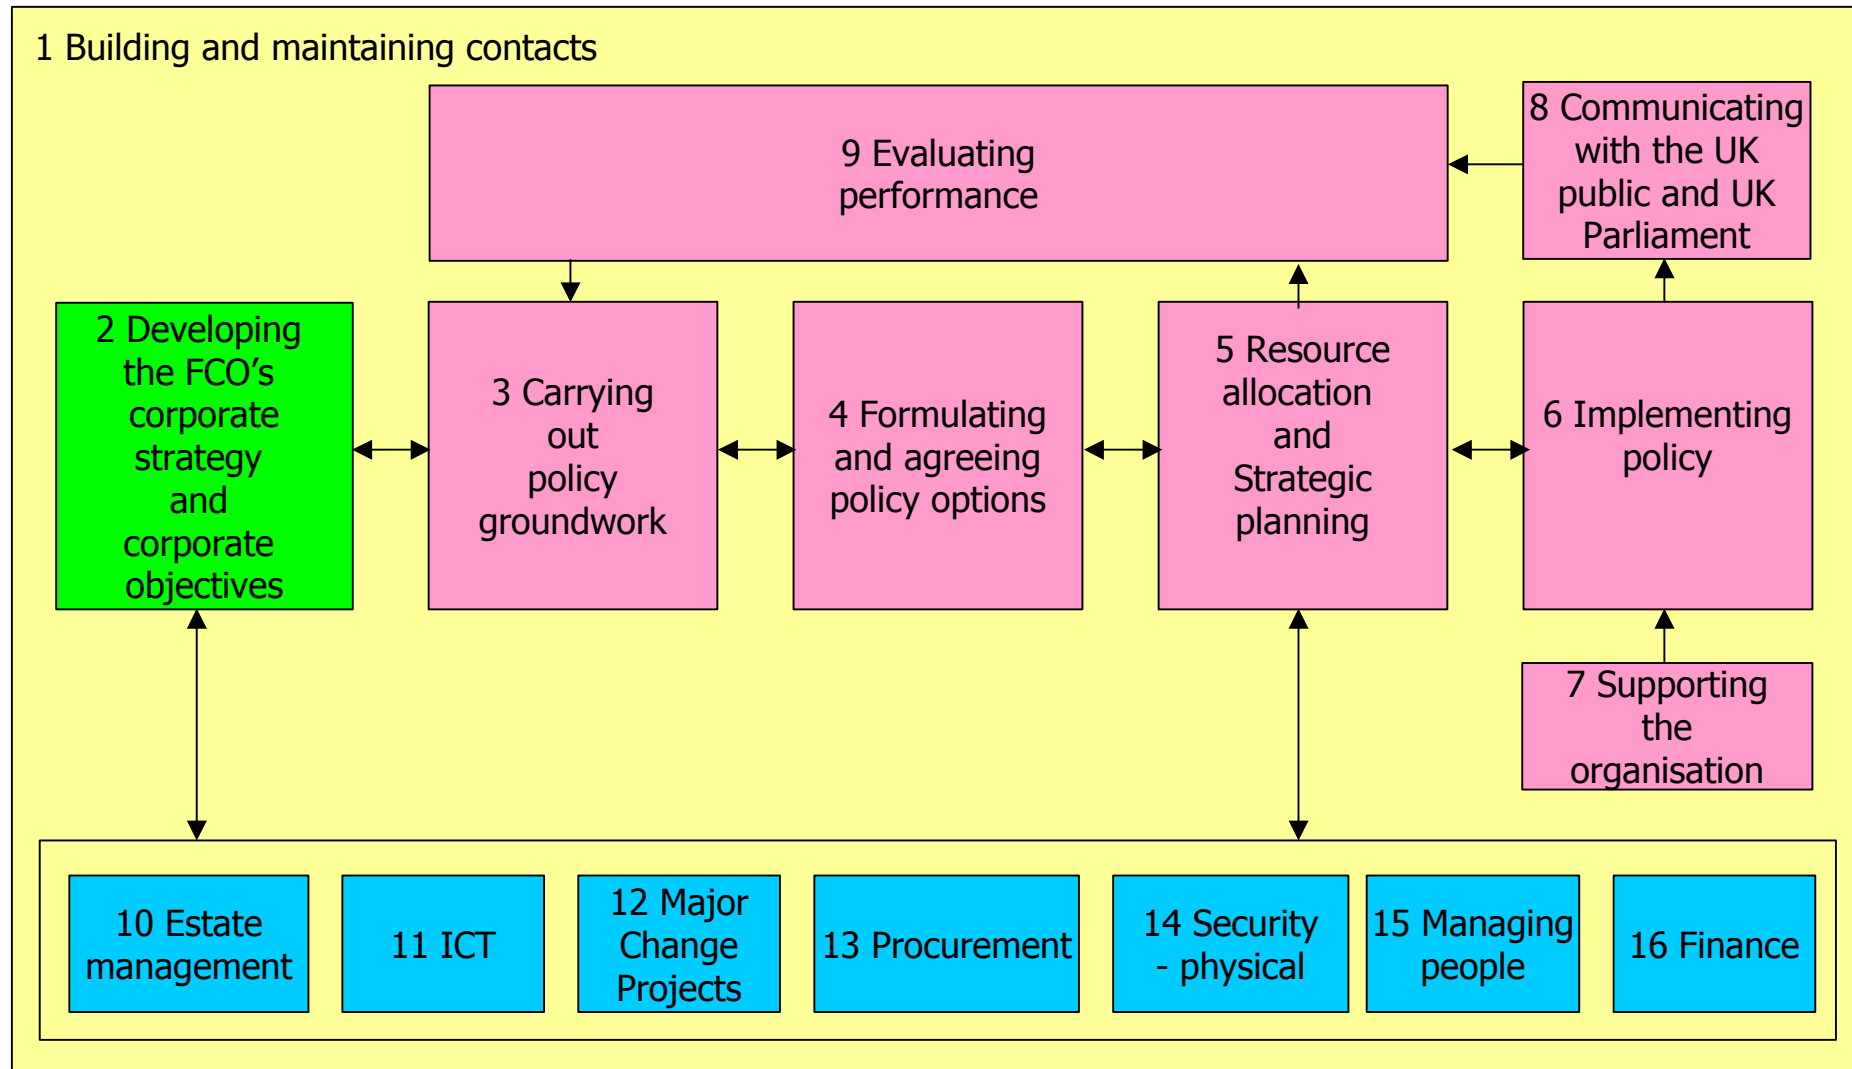 1 Building and maintaining contacts
9 Evaluating
performance
8 Communicating
with the UK
public and UK
Parliament
2 Developing
the FCO’s
corporate
strategy
and
corporate
objectives
3 Carrying
out
policy
groundwork
4 Formulating
and agreeing
policy options
5 Resource
allocation
and
Strategic
planning
6 Implementing
policy
7 Supporting
the
organisation
10 Estate
management
11 ICT
12 Major
Change
Projects
13 Procurement
14 Security
- physical
15 Managing
people
16 Finance